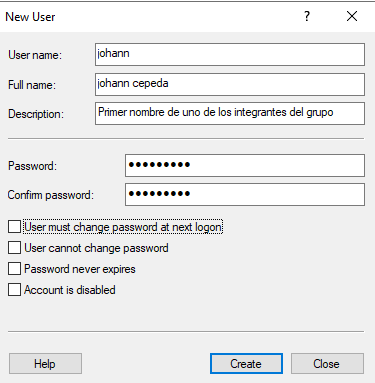 New User
?
User name: johann
Full name: johann cepeda
Description: Primer nombre de uno de los integrantes del grupo
Password: •••••••••
Confirm password: •••••••••
User must change password at next logon
User cannot change password
Password never expires
Account is disabled
Help Create Close